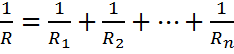 1/R = 1/R₁ + 1/R₂ + ⋯ + 1/Rₙ